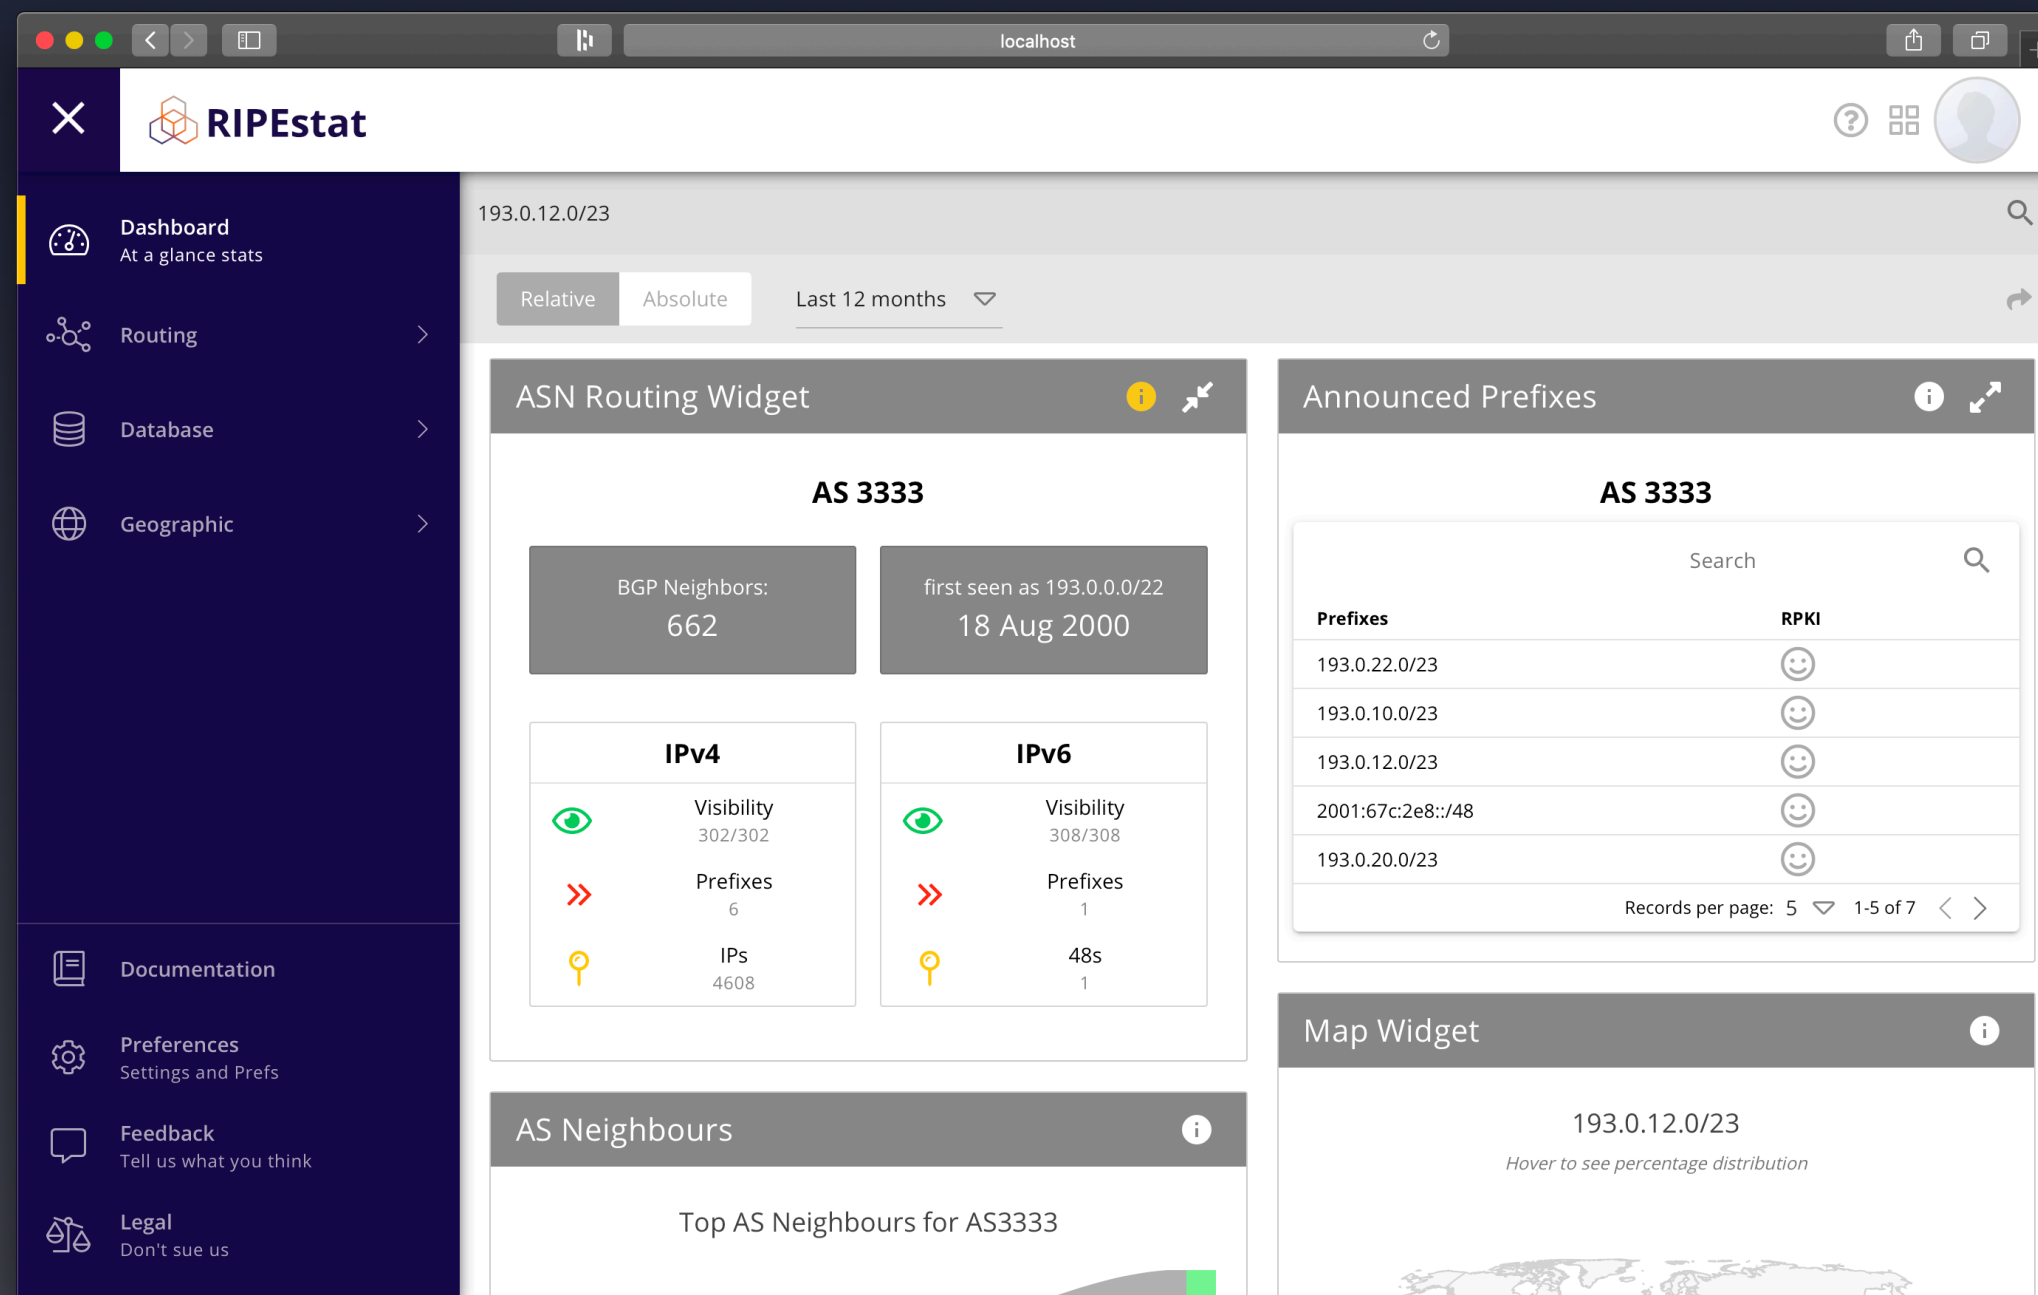 localhost
RIPEstat
Dashboard
At a glance stats
Routing
Database
Geographic
Documentation
Preferences
Settings and Prefs
Feedback
Tell us what you think
Legal
Don't sue us
193.0.12.0/23
Relative
Absolute
Last 12 months
ASN Routing Widget
AS 3333
BGP Neighbors:
662
first seen as 193.0.0.0/22
18 Aug 2000
IPv4
Visibility
302/302
Prefixes
6
IPs
4608
IPv6
Visibility
308/308
Prefixes
1
48s
1
AS Neighbours
Top AS Neighbours for AS3333
Announced Prefixes
AS 3333
Search
Prefixes RPKI
193.0.22.0/23
193.0.10.0/23
193.0.12.0/23
2001:67c:2e8::/48
193.0.20.0/23
Records per page: 5 1-5 of 7
Map Widget
193.0.12.0/23
Hover to see percentage distribution